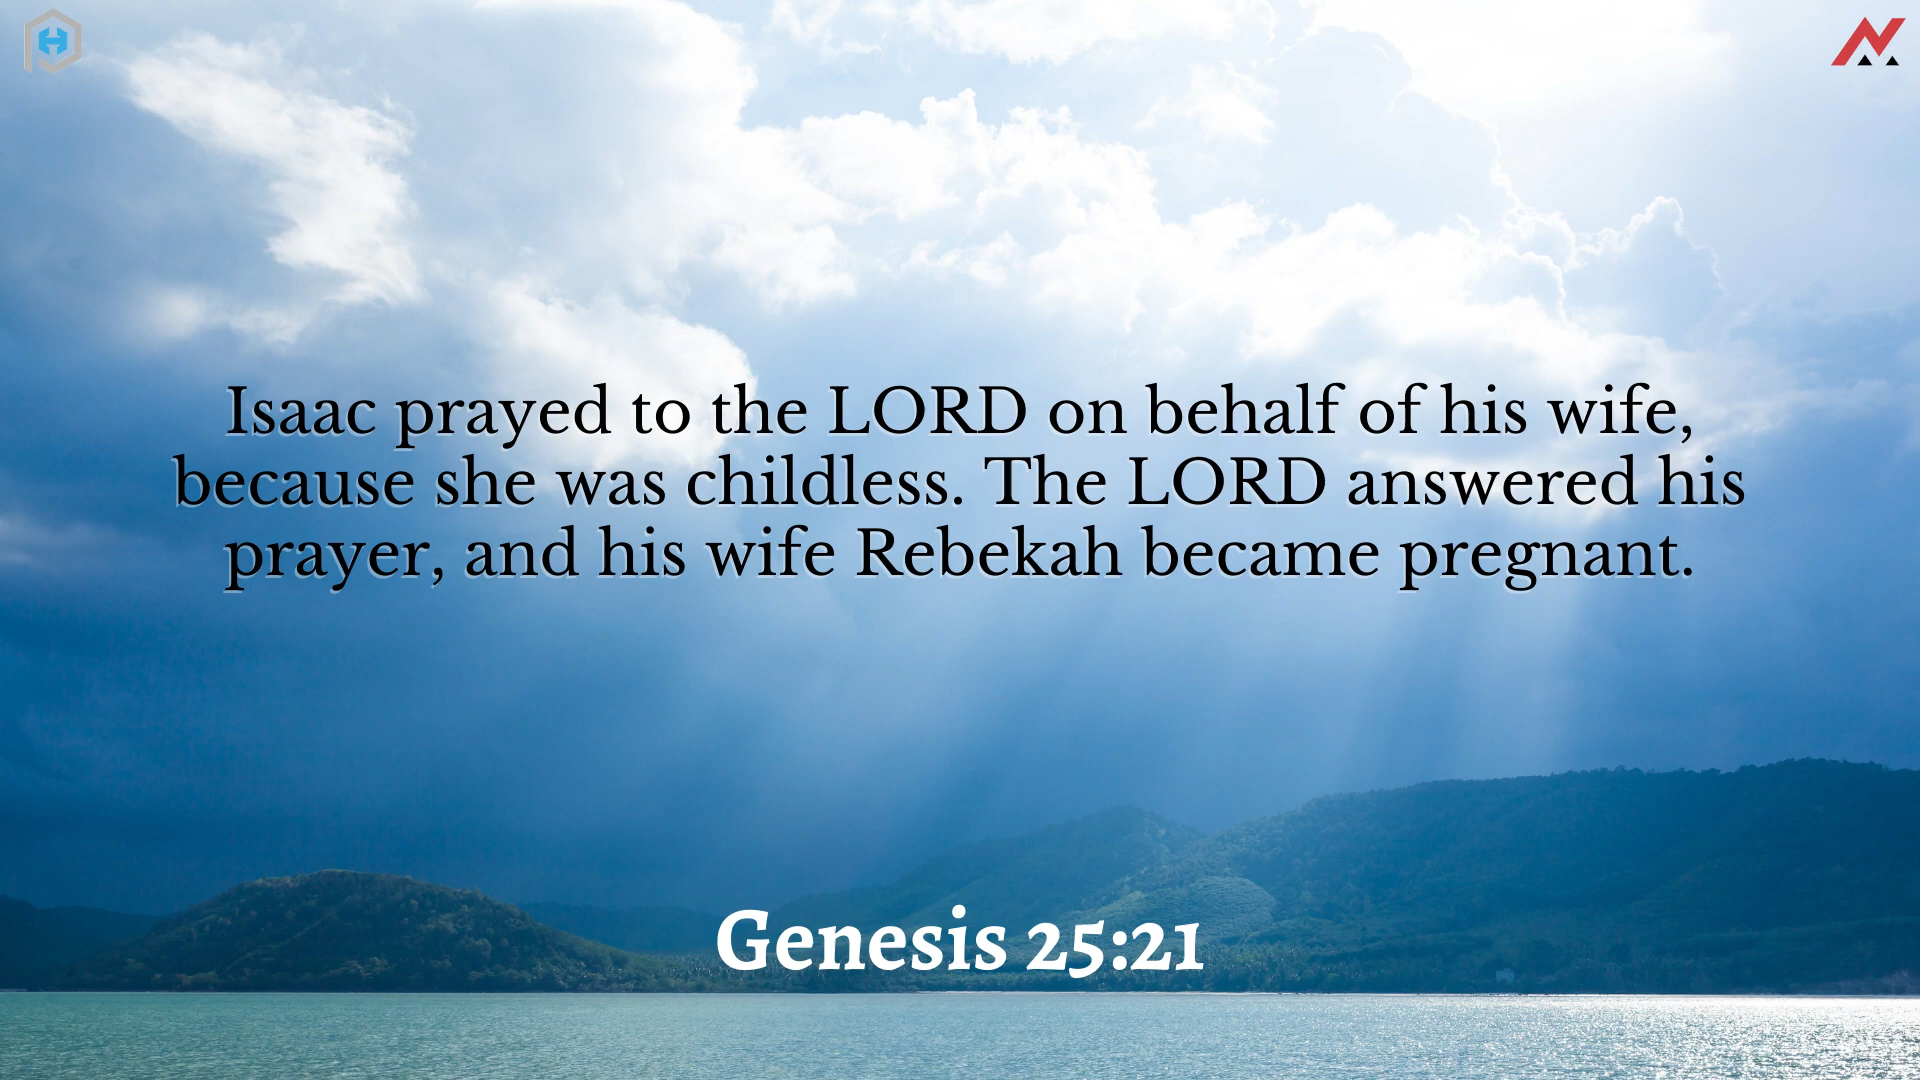 Isaac prayed to the LORD on behalf of his wife,
because she was childless. The LORD answered his
prayer, and his wife Rebekah became pregnant.
Genesis 25:21